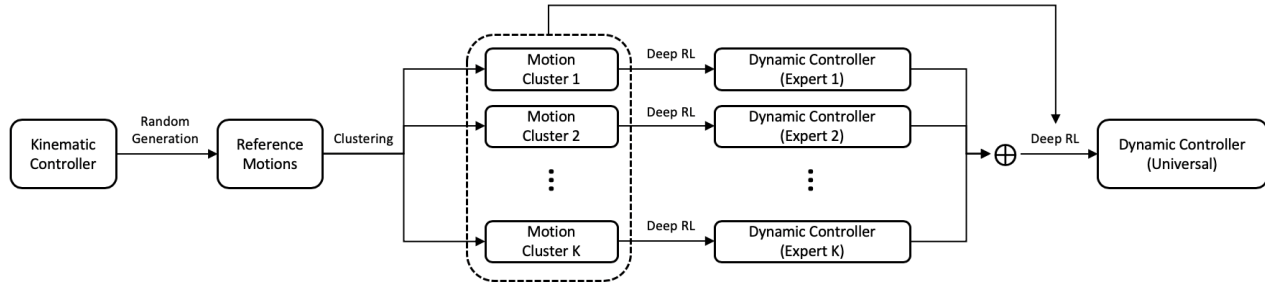 Kinematic
Controller
Random
Generation
Reference
Motions
Clustering
Motion
Cluster 1
Deep RL
Dynamic Controller
(Expert 1)
Motion
Cluster 2
Deep RL
Dynamic Controller
(Expert 2)
Motion
Cluster K
Deep RL
Dynamic Controller
(Expert K)
Deep RL
Dynamic Controller
(Universal)